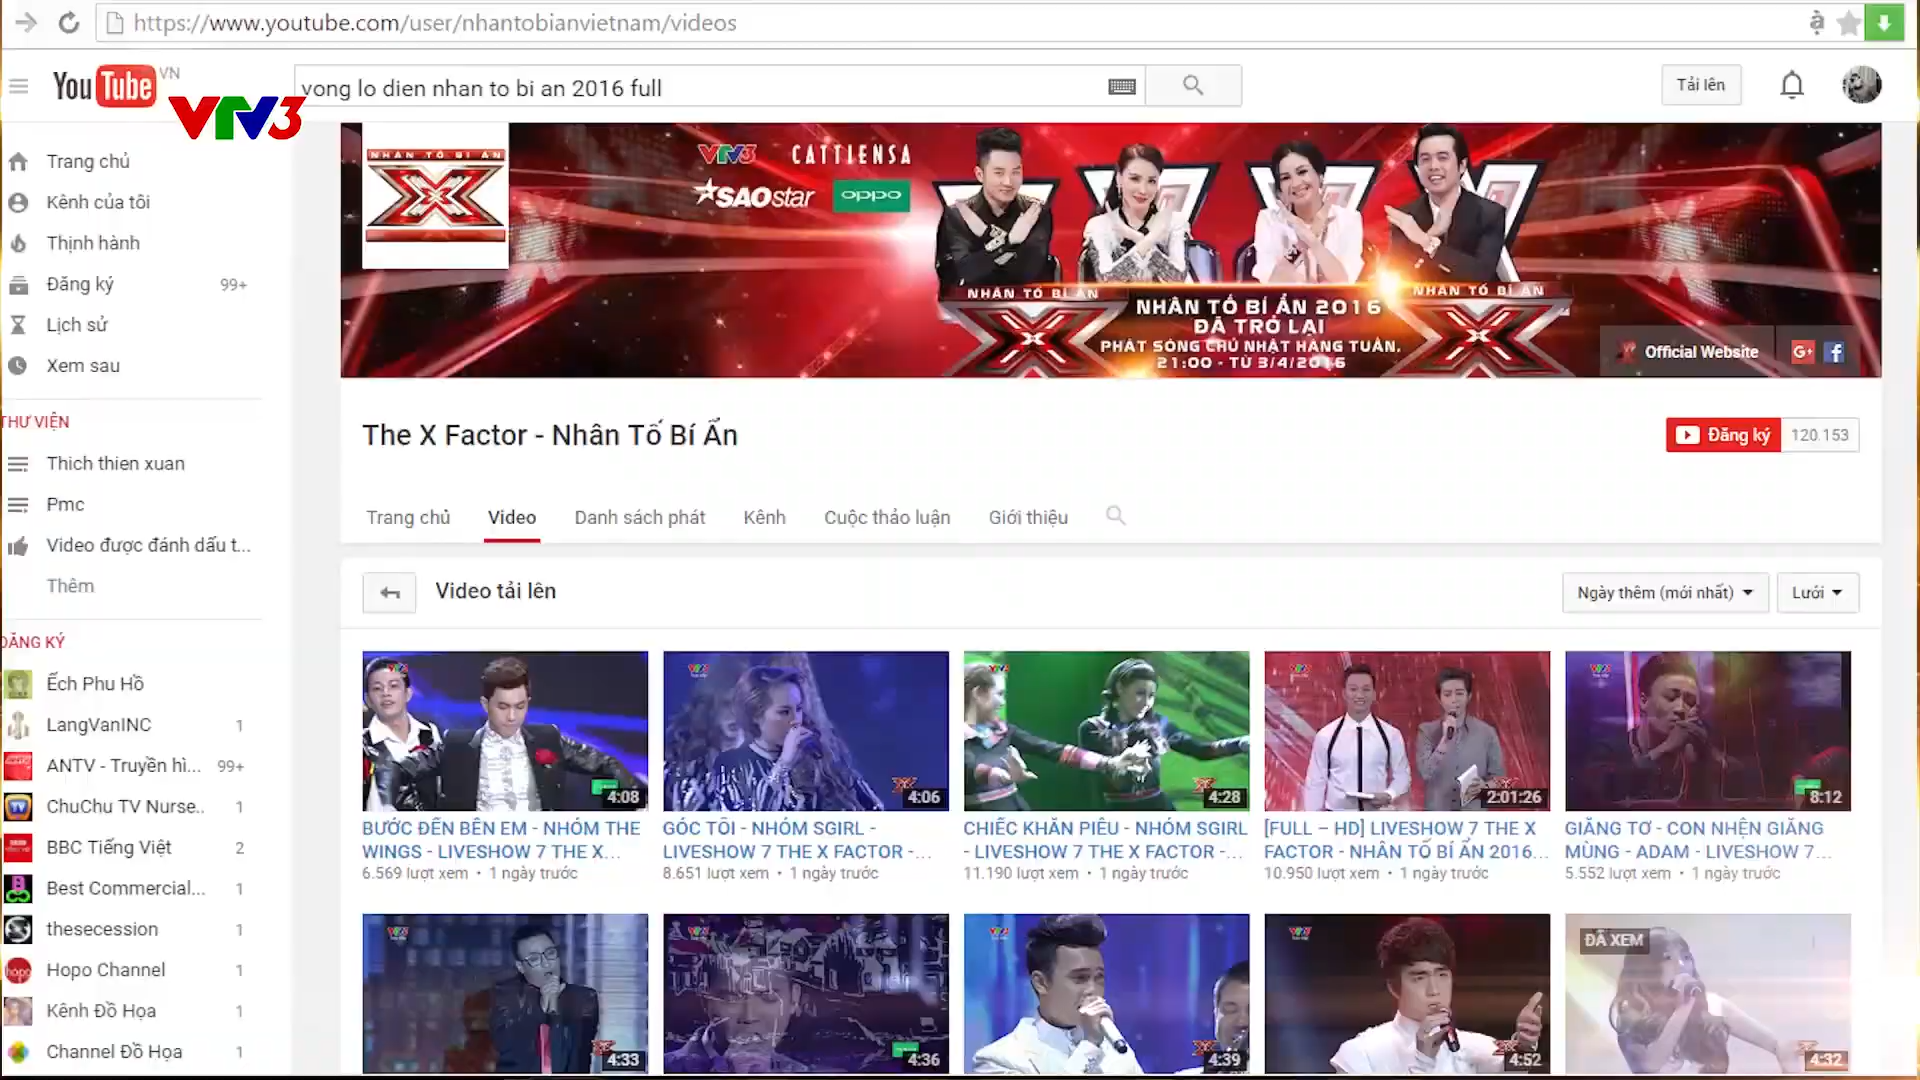 https://www.youtube.com/user/nhantobianvietnam/videos
YouTube VN
VTV3
vong lo dien nhan to bi an 2016 full
Tải lên
Trang chủ
Kênh của tôi
Thịnh hành
Đăng ký 99+
Lịch sử
Xem sau
THƯ VIỆN
Thich thien xuan
Pmc
Video được đánh dấu t...
Thêm
ĐĂNG KÝ
Ếch Phu Hồ
LangVanINC 1
ANTV - Truyền hì... 99+
ChuChu TV Nurse.. 1
BBC Tiếng Việt 2
Best Commercial... 1
thesecession 1
Hopo Channel 1
Kênh Đồ Họa 1
Channel Đồ Họa 1
NHÂN TỐ BÍ ẨN
VTV3 CATTIENSA
SAOstar oppo
NHÂN TỐ BÍ ẨN
NHÂN TỐ BÍ ẨN
NHÂN TỐ BÍ ẨN 2016
ĐÃ TRỞ LẠI
PHÁT SÓNG CHỦ NHẬT HÀNG TUẦN,
21:00 - TỪ 3/4/2016
Official Website
G+ f
The X Factor - Nhân Tố Bí Ẩn
Đăng ký 120.153
Trang chủ Video Danh sách phát Kênh Cuộc thảo luận Giới thiệu
Video tải lên
Ngày thêm (mới nhất) Lưới
4:08
BƯỚC ĐẾN BÊN EM - NHÓM THE
WINGS - LIVESHOW 7 THE X...
6.569 lượt xem • 1 ngày trước
4:06
GÓC TỐI - NHÓM SGIRL -
LIVESHOW 7 THE X FACTOR -...
8.651 lượt xem • 1 ngày trước
4:28
CHIẾC KHĂN PIÊU - NHÓM SGIRL
- LIVESHOW 7 THE X FACTOR -...
11.190 lượt xem • 1 ngày trước
2:01:26
[FULL – HD] LIVESHOW 7 THE X
FACTOR - NHÂN TỐ BÍ ẨN 2016...
10.950 lượt xem • 1 ngày trước
8:12
GIĂNG TƠ - CON NHỆN GIĂNG
MÙNG - ADAM - LIVESHOW 7...
5.552 lượt xem • 1 ngày trước
4:33
4:36
4:39
4:52
ĐÃ XEM
4:32